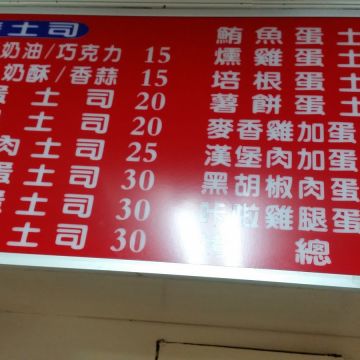 土司
奶油/巧克力 15
奶酥/香蒜 15
蛋土司 20
土司 20
肉土司 25
蛋土司 30
土司 30
土司 30
鮪魚蛋土
燻雞蛋土
培根蛋土
薯餅蛋土
麥香雞加蛋
漢堡肉加蛋
黑胡椒肉蛋
啦雞腿蛋
總